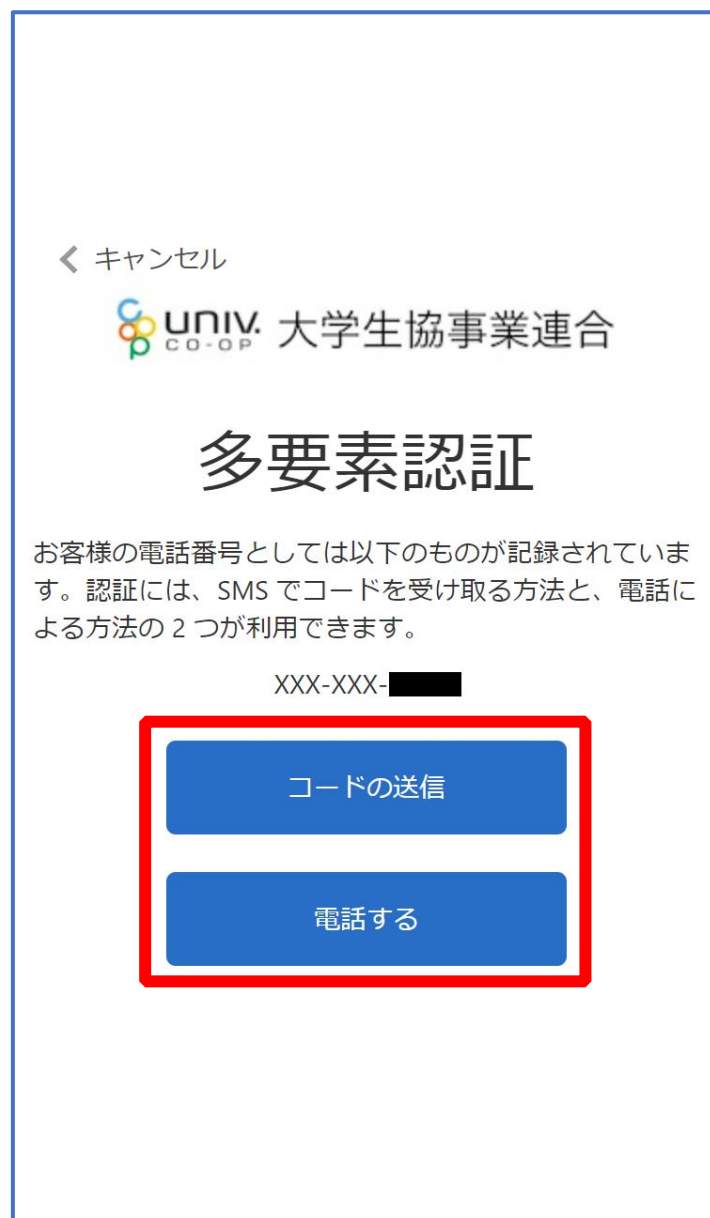 キャンセル
UNIV. CO-OP 大学生協事業連合
多要素認証
お客様の電話番号としては以下のものが記録されていま
す。認証には、SMS でコードを受け取る方法と、電話に
よる方法の 2 つが利用できます。
XXX-XXX-
コードの送信
電話する